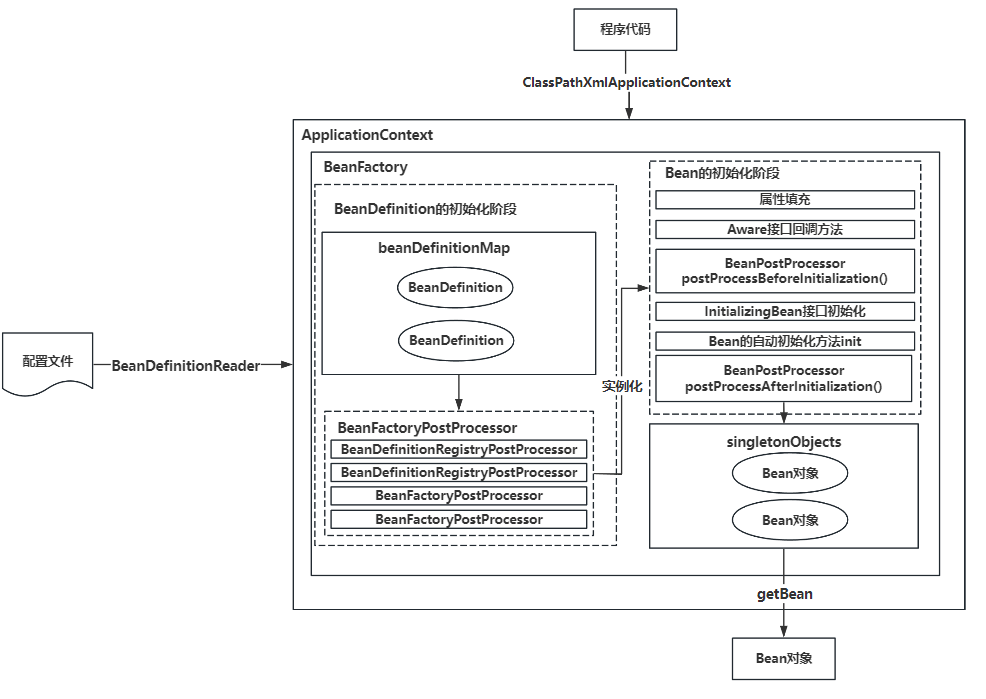 程序代码
ClassPathXmlApplicationContext
ApplicationContext
BeanFactory
BeanDefinition的初始化阶段
beanDefinitionMap
BeanDefinition
BeanDefinition
配置文件
BeanDefinitionReader
BeanFactoryPostProcessor
BeanDefinitionRegistryPostProcessor
BeanDefinitionRegistryPostProcessor
BeanFactoryPostProcessor
BeanFactoryPostProcessor
实例化
Bean的初始化阶段
属性填充
Aware接口回调方法
BeanPostProcessor
postProcessBeforeInitialization()
InitializingBean接口初始化
Bean的自动初始化方法init
BeanPostProcessor
postProcessAfterInitialization()
singletonObjects
Bean对象
Bean对象
getBean
Bean对象